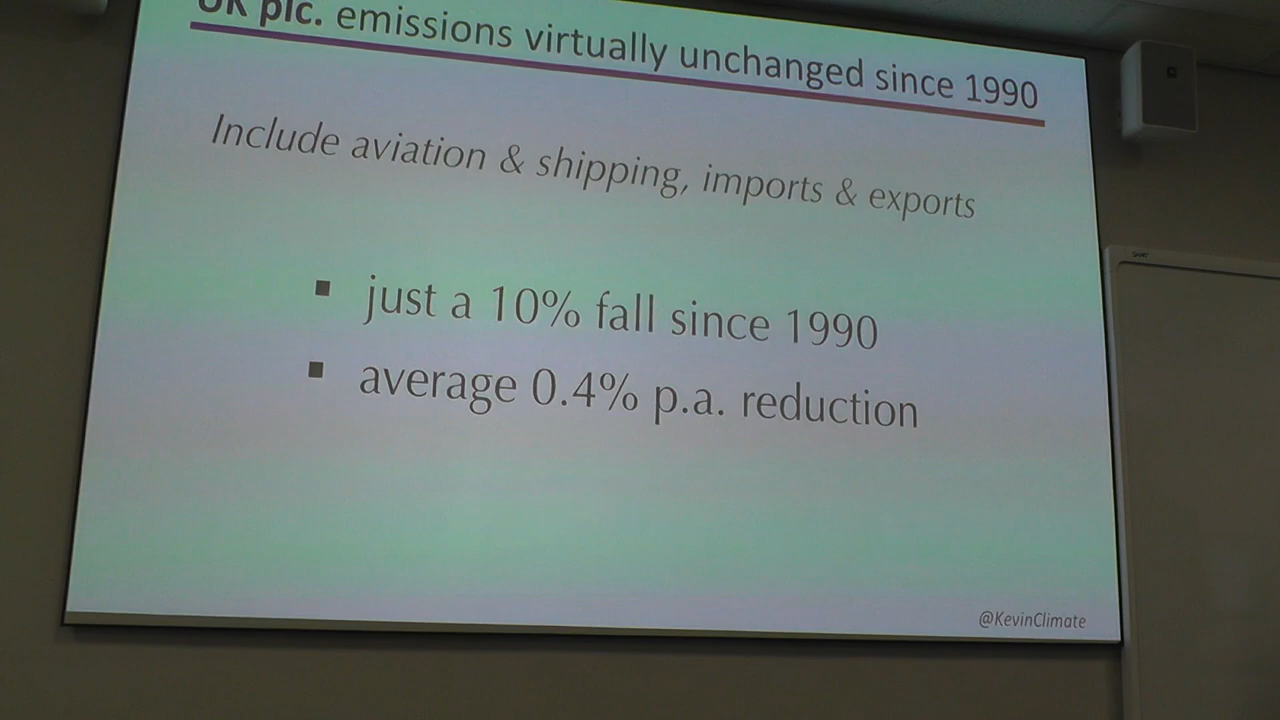 UK plc. emissions virtually unchanged since 1990
Include aviation & shipping, imports & exports
▪ just a 10% fall since 1990
▪ average 0.4% p.a. reduction
@KevinClimate